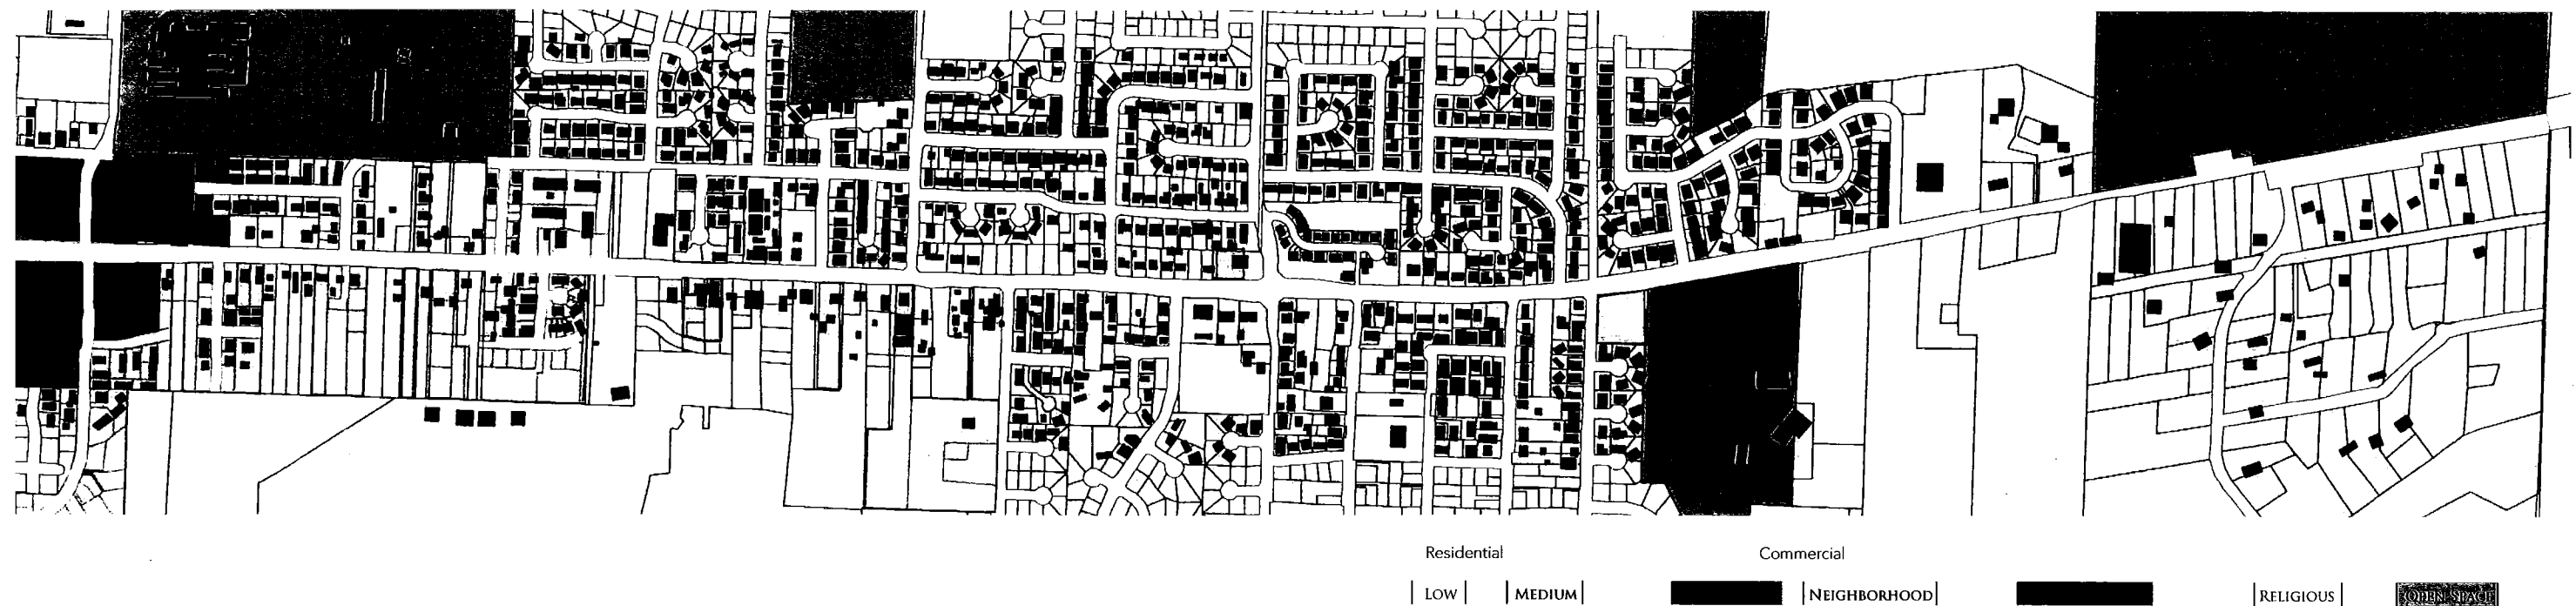 Residential
Commercial
LOW
MEDIUM
NEIGHBORHOOD
RELIGIOUS
OPEN SPACE